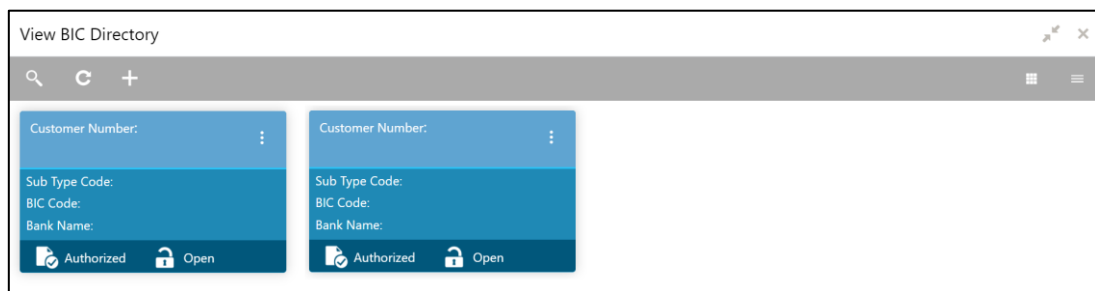 View BIC Directory
Customer Number:
Sub Type Code:
BIC Code:
Bank Name:
Authorized Open
Customer Number:
Sub Type Code:
BIC Code:
Bank Name:
Authorized Open